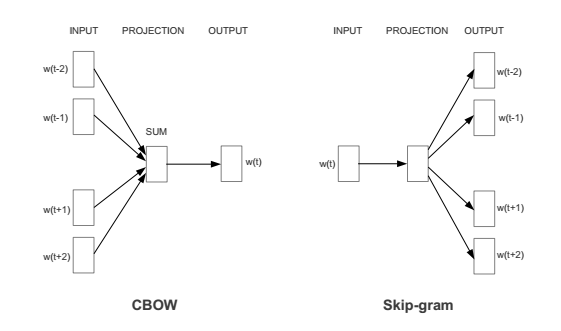 INPUT PROJECTION OUTPUT
w(t-2)
w(t-1)
SUM
w(t)
w(t+1)
w(t+2)
CBOW
INPUT PROJECTION OUTPUT
w(t-2)
w(t-1)
w(t)
w(t+1)
w(t+2)
Skip-gram